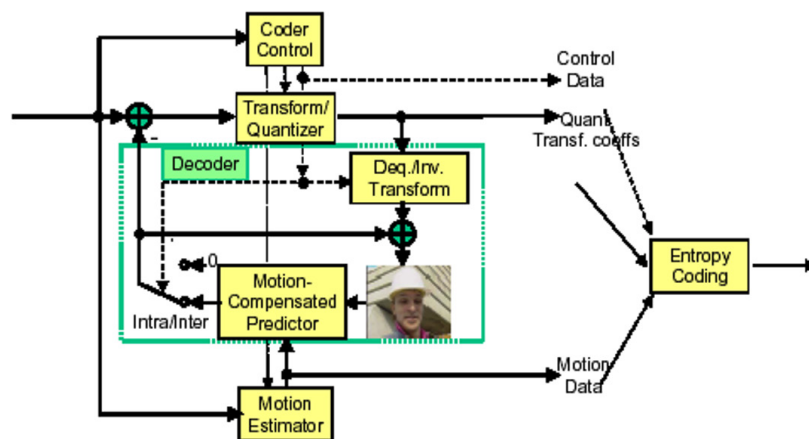 Coder
Control
Control
Data
Transform/
Quantizer
Quant.
Transf. coeffs
-
Decoder
Deq./Inv.
Transform
0
Motion-
Compensated
Predictor
Entropy
Coding
Intra/Inter
Motion
Data
Motion
Estimator